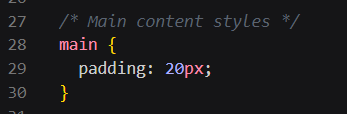 27 /* Main content styles */
28 main {
29   padding: 20px;
30 }